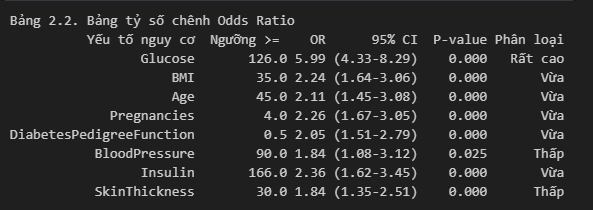 Bảng 2.2. Bảng tỷ số chênh Odds Ratio
Yếu tố nguy cơ Ngưỡng >= OR 95% CI P-value Phân loại
Glucose 126.0 5.99 (4.33-8.29) 0.000 Rất cao
BMI 35.0 2.24 (1.64-3.06) 0.000 Vừa
Age 45.0 2.11 (1.45-3.08) 0.000 Vừa
Pregnancies 4.0 2.26 (1.67-3.05) 0.000 Vừa
DiabetesPedigreeFunction 0.5 2.05 (1.51-2.79) 0.000 Vừa
BloodPressure 90.0 1.84 (1.08-3.12) 0.025 Thấp
Insulin 166.0 2.36 (1.62-3.45) 0.000 Vừa
SkinThickness 30.0 1.84 (1.35-2.51) 0.000 Thấp